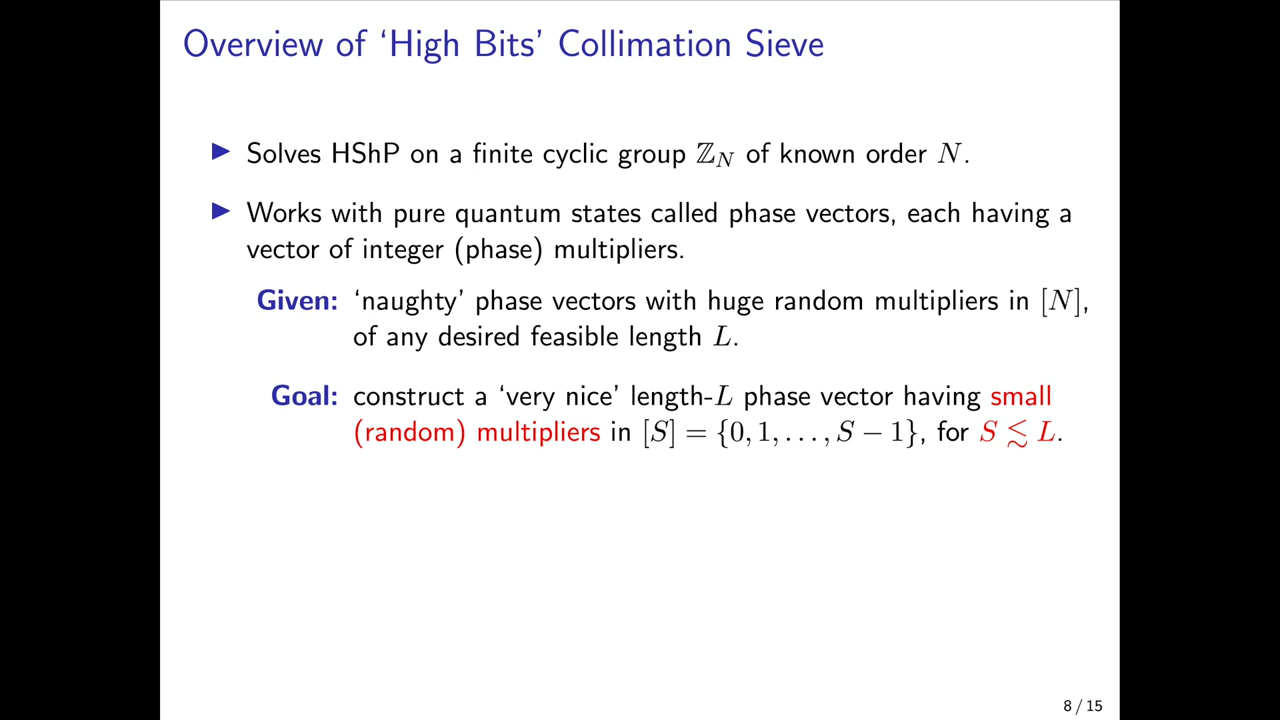 Overview of ‘High Bits’ Collimation Sieve
▶ Solves HShP on a finite cyclic group ℤ_N of known order N.
▶ Works with pure quantum states called phase vectors, each having a
vector of integer (phase) multipliers.
Given: ‘naughty’ phase vectors with huge random multipliers in [N],
of any desired feasible length L.
Goal: construct a ‘very nice’ length-L phase vector having small
(random) multipliers in [S] = {0, 1, . . . , S − 1}, for S ≲ L.
8 / 15